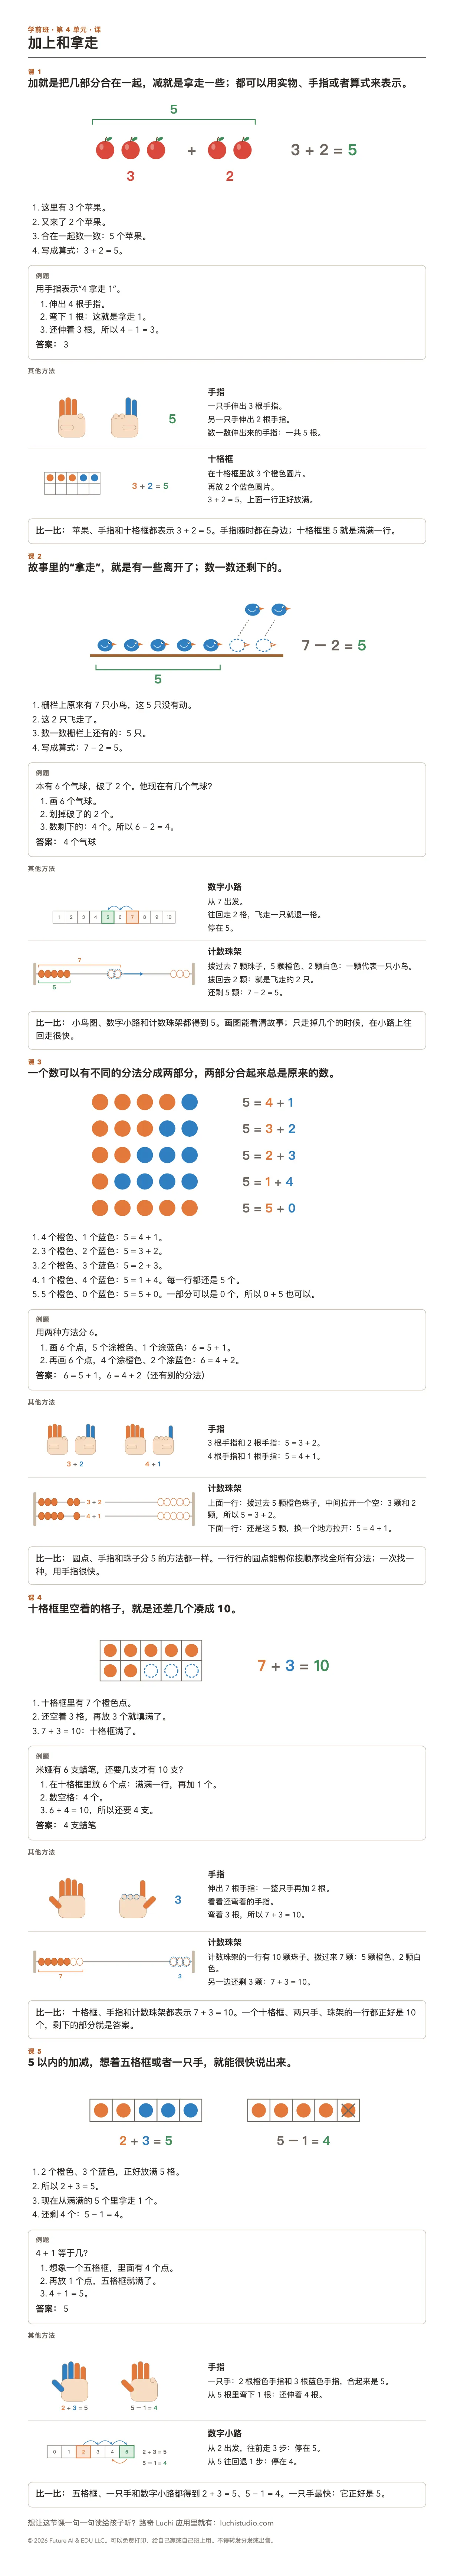 学前班 · 第 4 单元 · 课
加上和拿走
课 1
加就是把几部分合在一起，减就是拿走一些；都可以用实物、手指或者算式来表示。
5
+
3 + 2 = 5
3
2
1. 这里有 3 个苹果。
2. 又来了 2 个苹果。
3. 合在一起数一数：5 个苹果。
4. 写成算式：3 + 2 = 5。
例题
用手指表示“4 拿走 1”。
1. 伸出 4 根手指。
2. 弯下 1 根：这就是拿走 1。
3. 还伸着 3 根，所以 4 − 1 = 3。
答案： 3
其他方法
5
手指
一只手伸出 3 根手指。
另一只手伸出 2 根手指。
数一数伸出来的手指：一共 5 根。
3 + 2 = 5
十格框
在十格框里放 3 个橙色圆片。
再放 2 个蓝色圆片。
3 + 2 = 5，上面一行正好放满。
比一比： 苹果、手指和十格框都表示 3 + 2 = 5。手指随时都在身边；十格框里 5 就是满满一行。
课 2
故事里的“拿走”，就是有一些离开了；数一数还剩下的。
7 − 2 = 5
5
1. 栅栏上原来有 7 只小鸟，这 5 只没有动。
2. 这 2 只飞走了。
3. 数一数栅栏上还有的：5 只。
4. 写成算式：7 − 2 = 5。
例题
本有 6 个气球，破了 2 个。他现在有几个气球？
1. 画 6 个气球。
2. 划掉破了的 2 个。
3. 数剩下的：4 个。所以 6 − 2 = 4。
答案： 4 个气球
其他方法
1 2 3 4 5 6 7 8 9 10
数字小路
从 7 出发。
往回走 2 格，飞走一只就退一格。
停在 5。
7
5
计数珠架
拨过去 7 颗珠子，5 颗橙色、2 颗白色：一颗代表一只小鸟。
拨回去 2 颗：就是飞走的 2 只。
还剩 5 颗：7 − 2 = 5。
比一比： 小鸟图、数字小路和计数珠架都得到 5。画图能看清故事；只走掉几个的时候，在小路上往
回走很快。
课 3
一个数可以有不同的分法分成两部分，两部分合起来总是原来的数。
5 = 4 + 1
5 = 3 + 2
5 = 2 + 3
5 = 1 + 4
5 = 5 + 0
1. 4 个橙色、1 个蓝色：5 = 4 + 1。
2. 3 个橙色、2 个蓝色：5 = 3 + 2。
3. 2 个橙色、3 个蓝色：5 = 2 + 3。
4. 1 个橙色、4 个蓝色：5 = 1 + 4。每一行都还是 5 个。
5. 5 个橙色、0 个蓝色：5 = 5 + 0。一部分可以是 0 个，所以 0 + 5 也可以。
例题
用两种方法分 6。
1. 画 6 个点，5 个涂橙色、1 个涂蓝色：6 = 5 + 1。
2. 再画 6 个点，4 个涂橙色、2 个涂蓝色：6 = 4 + 2。
答案： 6 = 5 + 1，6 = 4 + 2（还有别的分法）
其他方法
3 + 2
4 + 1
手指
3 根手指和 2 根手指：5 = 3 + 2。
4 根手指和 1 根手指：5 = 4 + 1。
3 + 2
4 + 1
计数珠架
上面一行：拨过去 5 颗橙色珠子，中间拉开一个空：3 颗和 2
颗，所以 5 = 3 + 2。
下面一行：还是这 5 颗，换一个地方拉开：5 = 4 + 1。
比一比： 圆点、手指和珠子分 5 的方法都一样。一行行的圆点能帮你按顺序找全所有分法；一次找一
种，用手指很快。
课 4
十格框里空着的格子，就是还差几个凑成 10。
7 + 3 = 10
1. 十格框里有 7 个橙色点。
2. 还空着 3 格，再放 3 个就填满了。
3. 7 + 3 = 10：十格框满了。
例题
米娅有 6 支蜡笔，还要几支才有 10 支？
1. 在十格框里放 6 个点：满满一行，再加 1 个。
2. 数空格：4 个。
3. 6 + 4 = 10，所以还要 4 支。
答案： 4 支蜡笔
其他方法
3
手指
伸出 7 根手指：一整只手再加 2 根。
看看还弯着的手指。
弯着 3 根，所以 7 + 3 = 10。
7
3
计数珠架
计数珠架的一行有 10 颗珠子。拨过来 7 颗：5 颗橙色、2 颗白
色。
另一边还剩 3 颗：7 + 3 = 10。
比一比： 十格框、手指和计数珠架都表示 7 + 3 = 10。一个十格框、两只手、珠架的一行都正好是 10
个，剩下的部分就是答案。
课 5
5 以内的加减，想着五格框或者一只手，就能很快说出来。
2 + 3 = 5
5 − 1 = 4
1. 2 个橙色、3 个蓝色，正好放满 5 格。
2. 所以 2 + 3 = 5。
3. 现在从满满的 5 个里拿走 1 个。
4. 还剩 4 个：5 − 1 = 4。
例题
4 + 1 等于几？
1. 想象一个五格框，里面有 4 个点。
2. 再放 1 个点，五格框就满了。
3. 4 + 1 = 5。
答案： 5
其他方法
2 + 3 = 5
5 − 1 = 4
手指
一只手：2 根橙色手指和 3 根蓝色手指，合起来是 5。
从 5 根里弯下 1 根：还伸着 4 根。
0 1 2 3 4 5
2 + 3 = 5
5 − 1 = 4
数字小路
从 2 出发，往前走 3 步：停在 5。
从 5 往回退 1 步：停在 4。
比一比： 五格框、一只手和数字小路都得到 2 + 3 = 5、5 − 1 = 4。一只手最快：它正好是 5。
想让这节课一句一句读给孩子听？路奇 Luchi 应用里就有：luchistudio.com
© 2026 Future AI & EDU LLC。可以免费打印，给自己家或自己班上用。不得转发分发或出售。